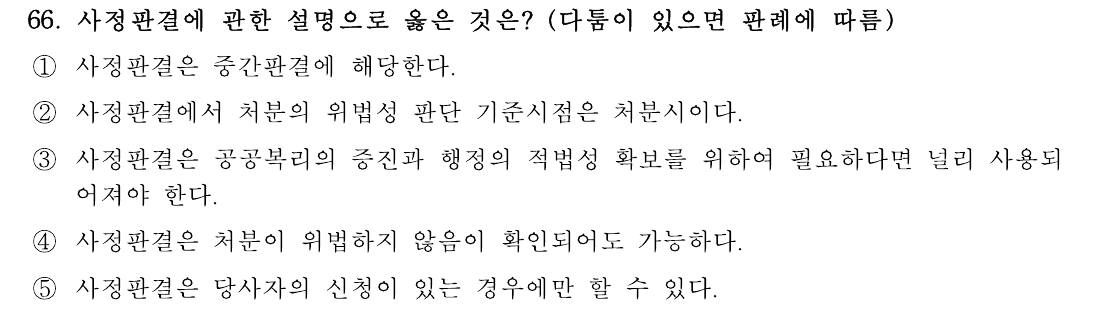 66. 사정판결에 관한 설명으로 옳은 것은? (다툼이 있으면 판례에 따름)
① 사정판결은 중간판결에 해당한다.
② 사정판결에서 처분의 위법성 판단 기준시점은 처분시이다.
③ 사정판결은 공공복리의 증진과 행정의 적법성 확보를 위하여 필요하다면 널리 사용되
어져야 한다.
④ 사정판결은 처분이 위법하지 않음이 확인되어도 가능하다.
⑤ 사정판결은 당사자의 신청이 있는 경우에만 할 수 있다.